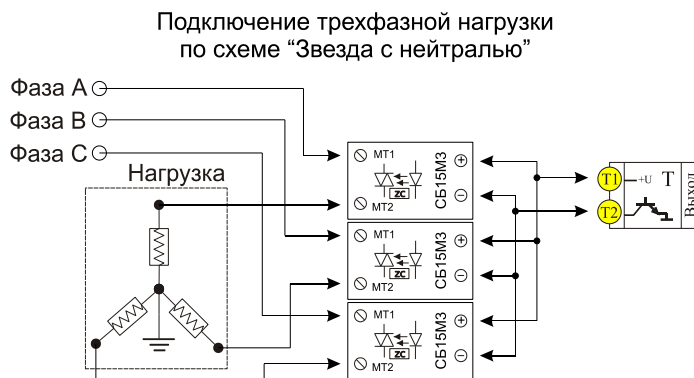 Подключение трехфазной нагрузки
по схеме “Звезда с нейтралью”
Фаза А
Фаза В
Фаза С
Нагрузка
МТ1
МТ2
ZC
СБ15М3
+
−
МТ1
МТ2
ZC
СБ15М3
+
−
МТ1
МТ2
ZC
СБ15М3
+
−
Т1
+U
Т
Т2
Выход